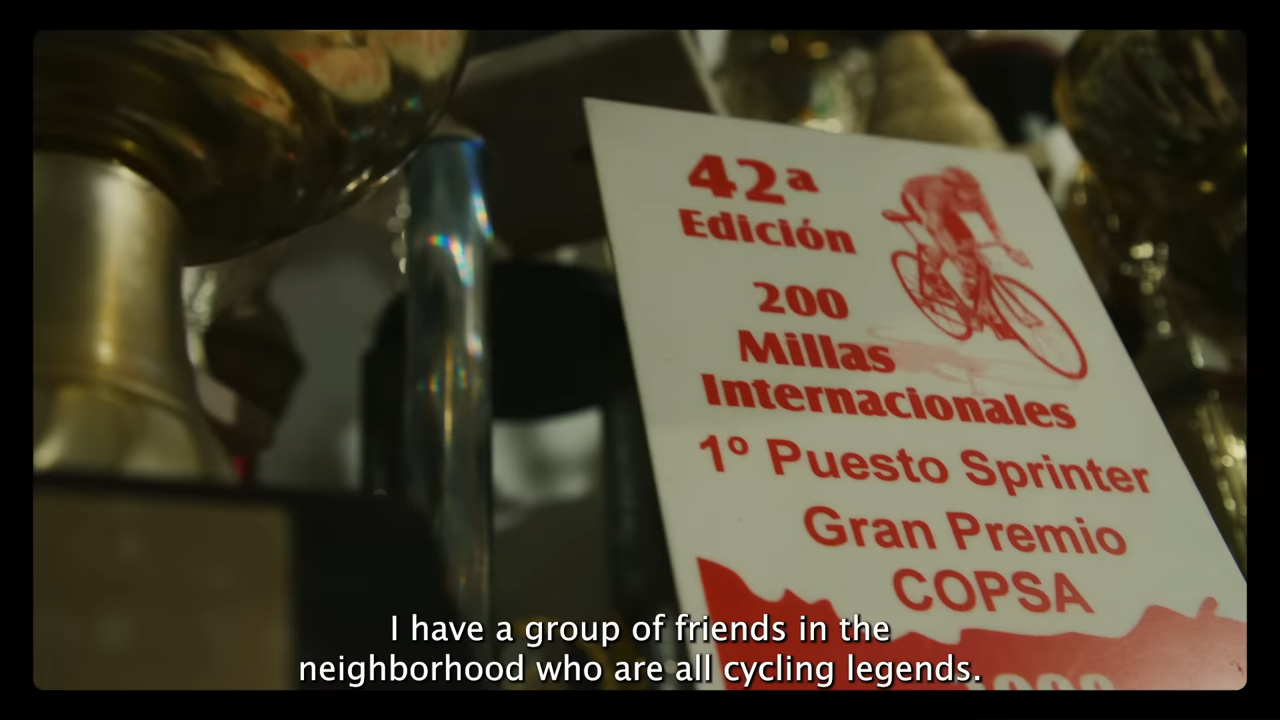 42ª
Edición
200
Millas
Internacionales
1º Puesto Sprinter
Gran Premio
COPSA
I have a group of friends in the
neighborhood who are all cycling legends.